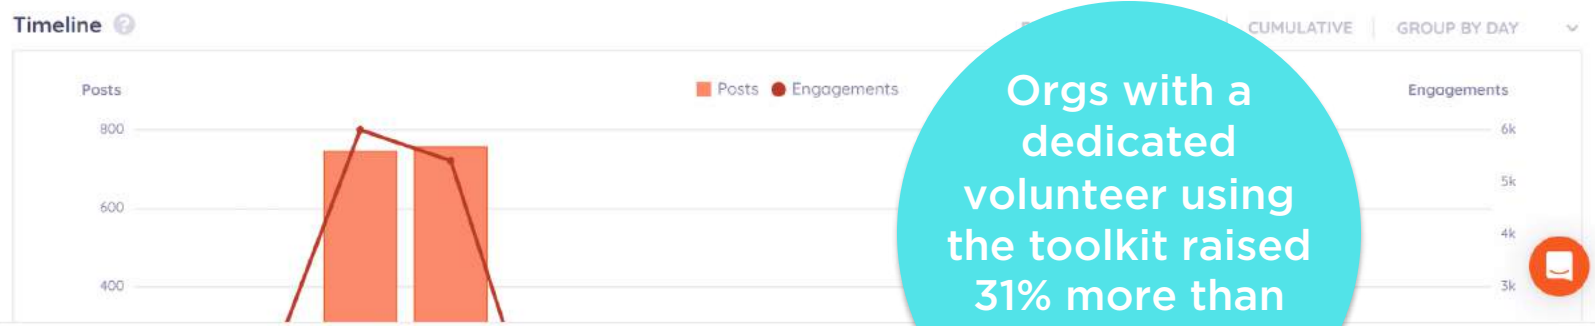 Timeline
CUMULATIVE
GROUP BY DAY
Posts
Posts
Engagements
Engagements
800
600
400
6k
5k
4k
3k
Orgs with a
dedicated
volunteer using
the toolkit raised
31% more than